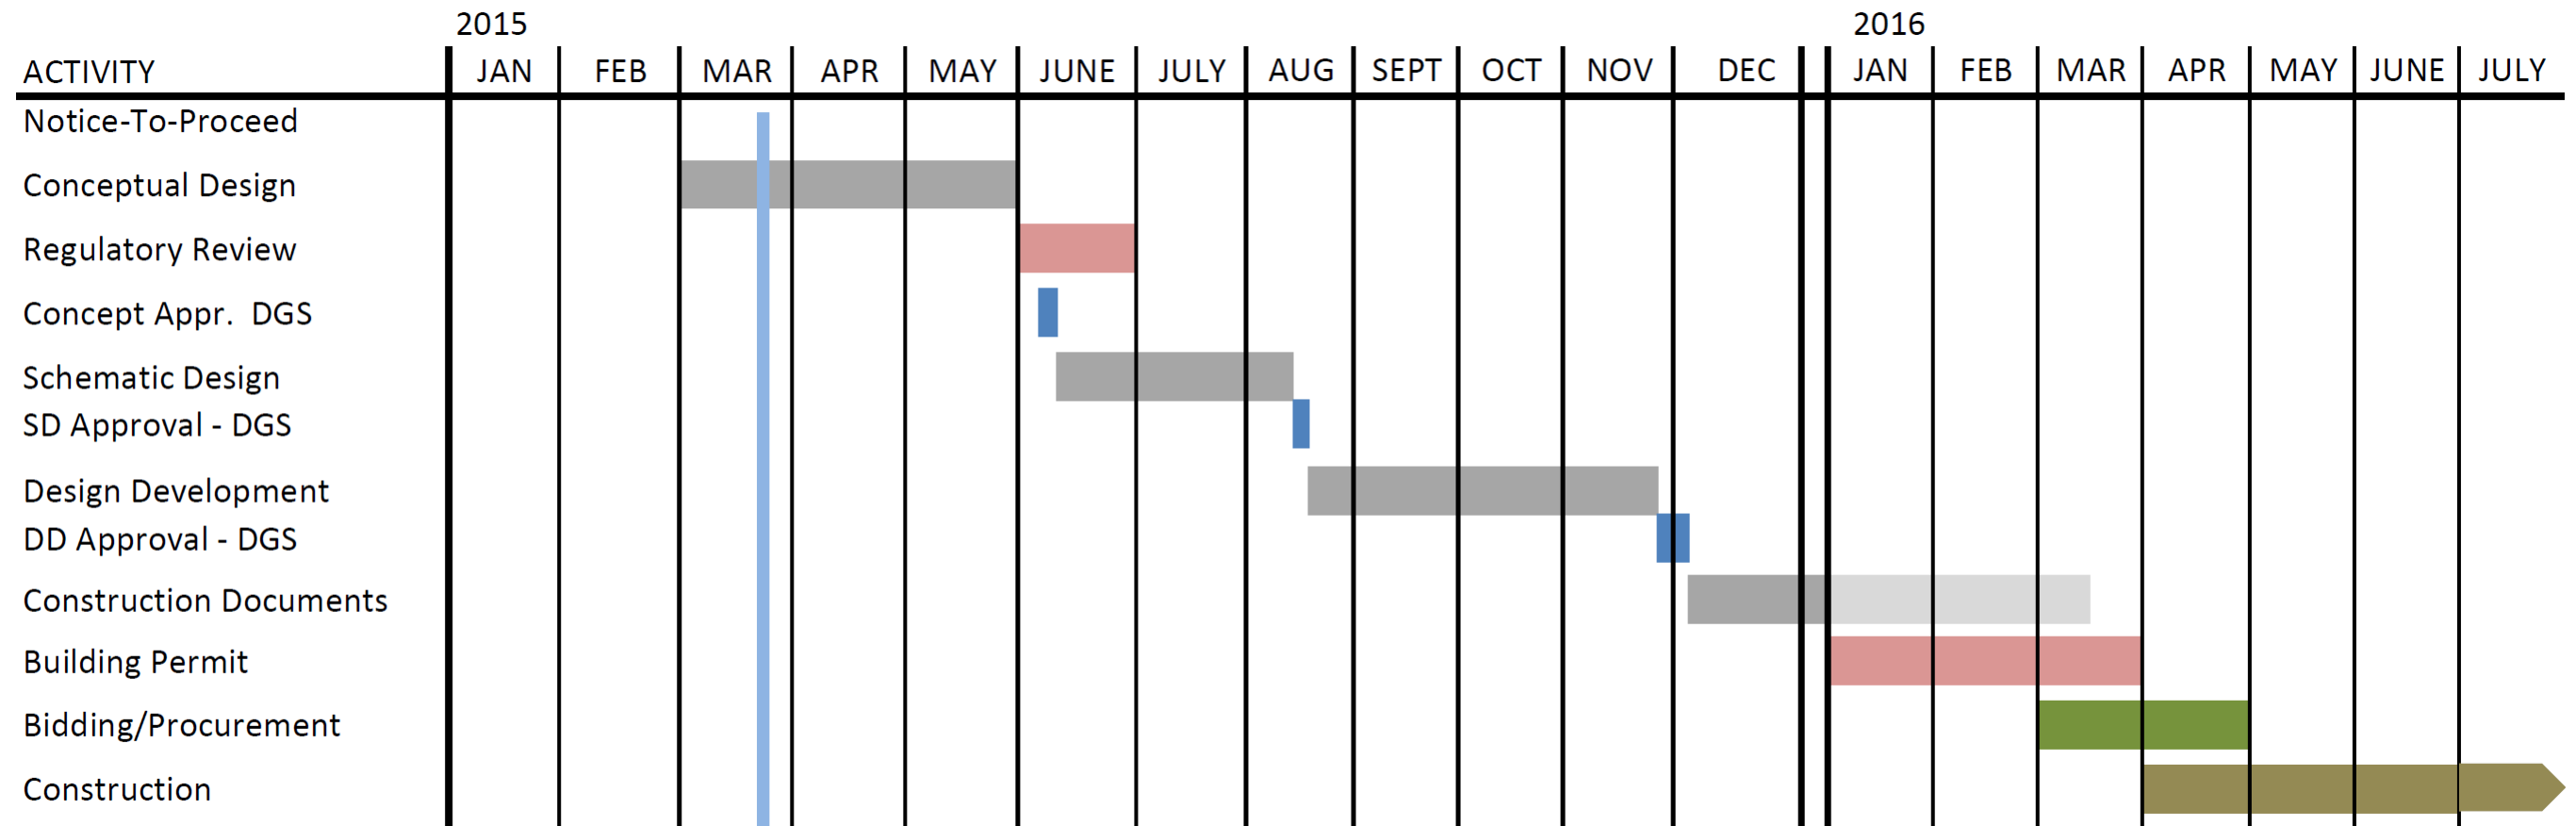 2015 2016
ACTIVITY JAN FEB MAR APR MAY JUNE JULY AUG SEPT OCT NOV DEC JAN FEB MAR APR MAY JUNE JULY
Notice-To-Proceed
Conceptual Design
Regulatory Review
Concept Appr.  DGS
Schematic Design
SD Approval - DGS
Design Development
DD Approval - DGS
Construction Documents
Building Permit
Bidding/Procurement
Construction